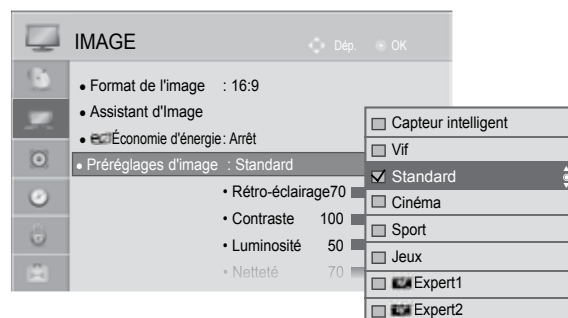 IMAGE
Dép. OK
• Format de l'image : 16:9
• Assistant d'Image
• Économie d'énergie: Arrêt
• Préréglages d'image : Standard
• Rétro-éclairage70
• Contraste 100
• Luminosité 50
• Netteté 70
Capteur intelligent
Vif
Standard
Cinéma
Sport
Jeux
Expert1
Expert2